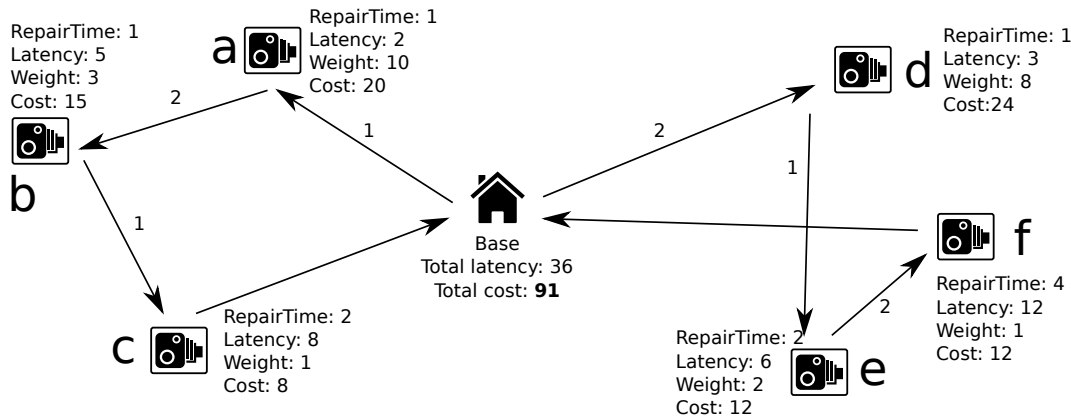 RepairTime: 1
Latency: 5
Weight: 3
Cost: 15
b
2
a
RepairTime: 1
Latency: 2
Weight: 10
Cost: 20
1
1
c
RepairTime: 2
Latency: 8
Weight: 1
Cost: 8
Base
Total latency: 36
Total cost: 91
2
d
RepairTime: 1
Latency: 3
Weight: 8
Cost:24
1
RepairTime: 2
Latency: 6
Weight: 2
Cost: 12
e
2
f
RepairTime: 4
Latency: 12
Weight: 1
Cost: 12